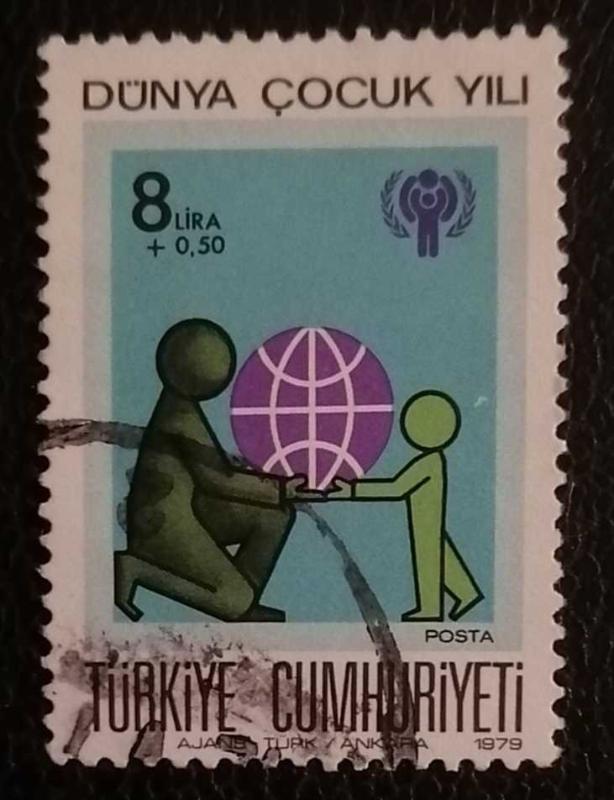 DÜNYA ÇOCUK YILI
8 LİRA
+ 0,50
POSTA
TÜRKİYE CUMHURİYETİ
AJANS - TÜRK / ANKARA 1979